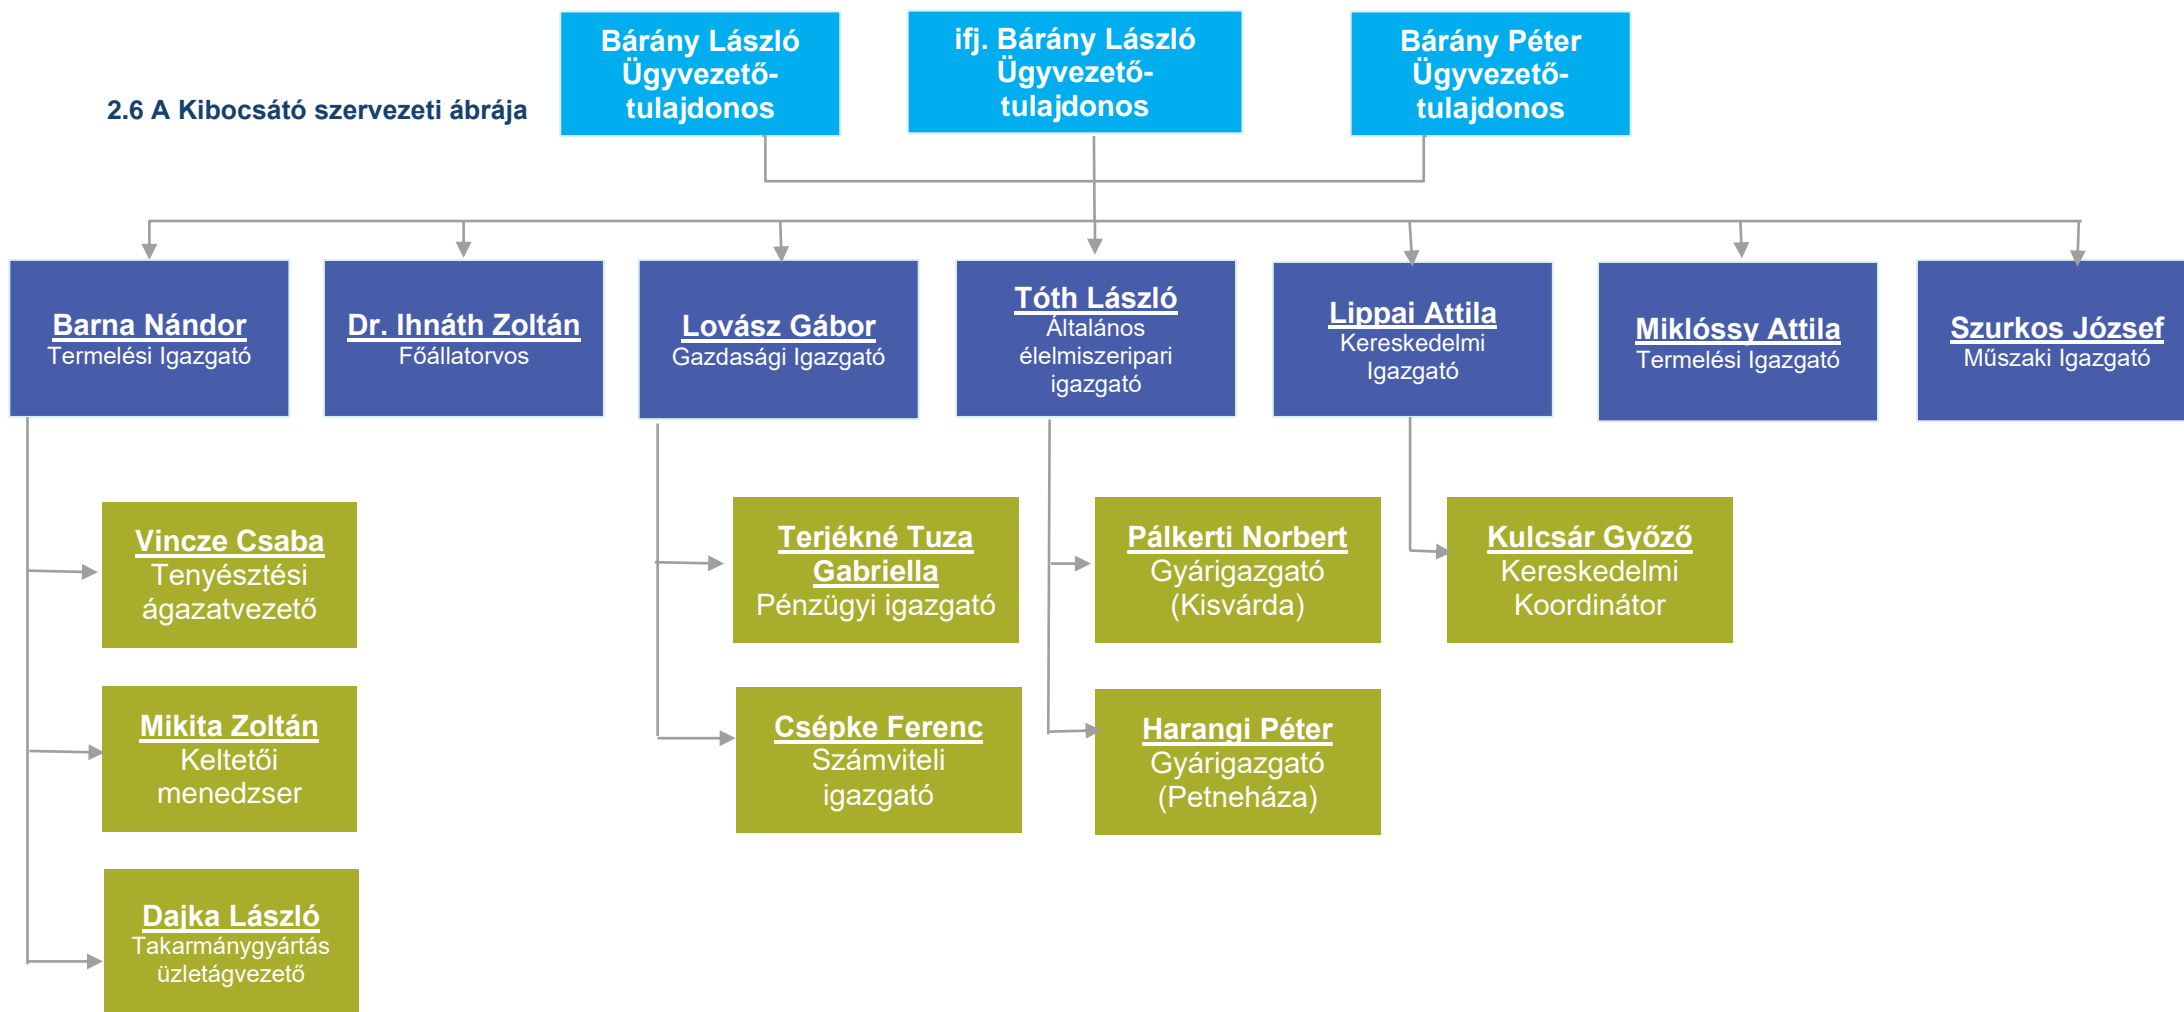 2.6 A Kibocsátó szervezeti ábrája
Bárány László
Ügyvezető-
tulajdonos
ifj. Bárány László
Ügyvezető-
tulajdonos
Bárány Péter
Ügyvezető-
tulajdonos
Barna Nándor
Termelési Igazgató
Dr. Ihnáth Zoltán
Főállatorvos
Lovász Gábor
Gazdasági Igazgató
Tóth László
Általános
élelmiszeripari
igazgató
Lippai Attila
Kereskedelmi
Igazgató
Miklóssy Attila
Termelési Igazgató
Szurkos József
Műszaki Igazgató
Vincze Csaba
Tenyésztési
ágazatvezető
Terjékné Tuza
Gabriella
Pénzügyi igazgató
Pálkerti Norbert
Gyárigazgató
(Kisvárda)
Kulcsár Győző
Kereskedelmi
Koordinátor
Mikita Zoltán
Keltetői
menedzser
Csépke Ferenc
Számviteli
igazgató
Harangi Péter
Gyárigazgató
(Petneháza)
Dajka László
Takarmánygyártás
üzletágvezető